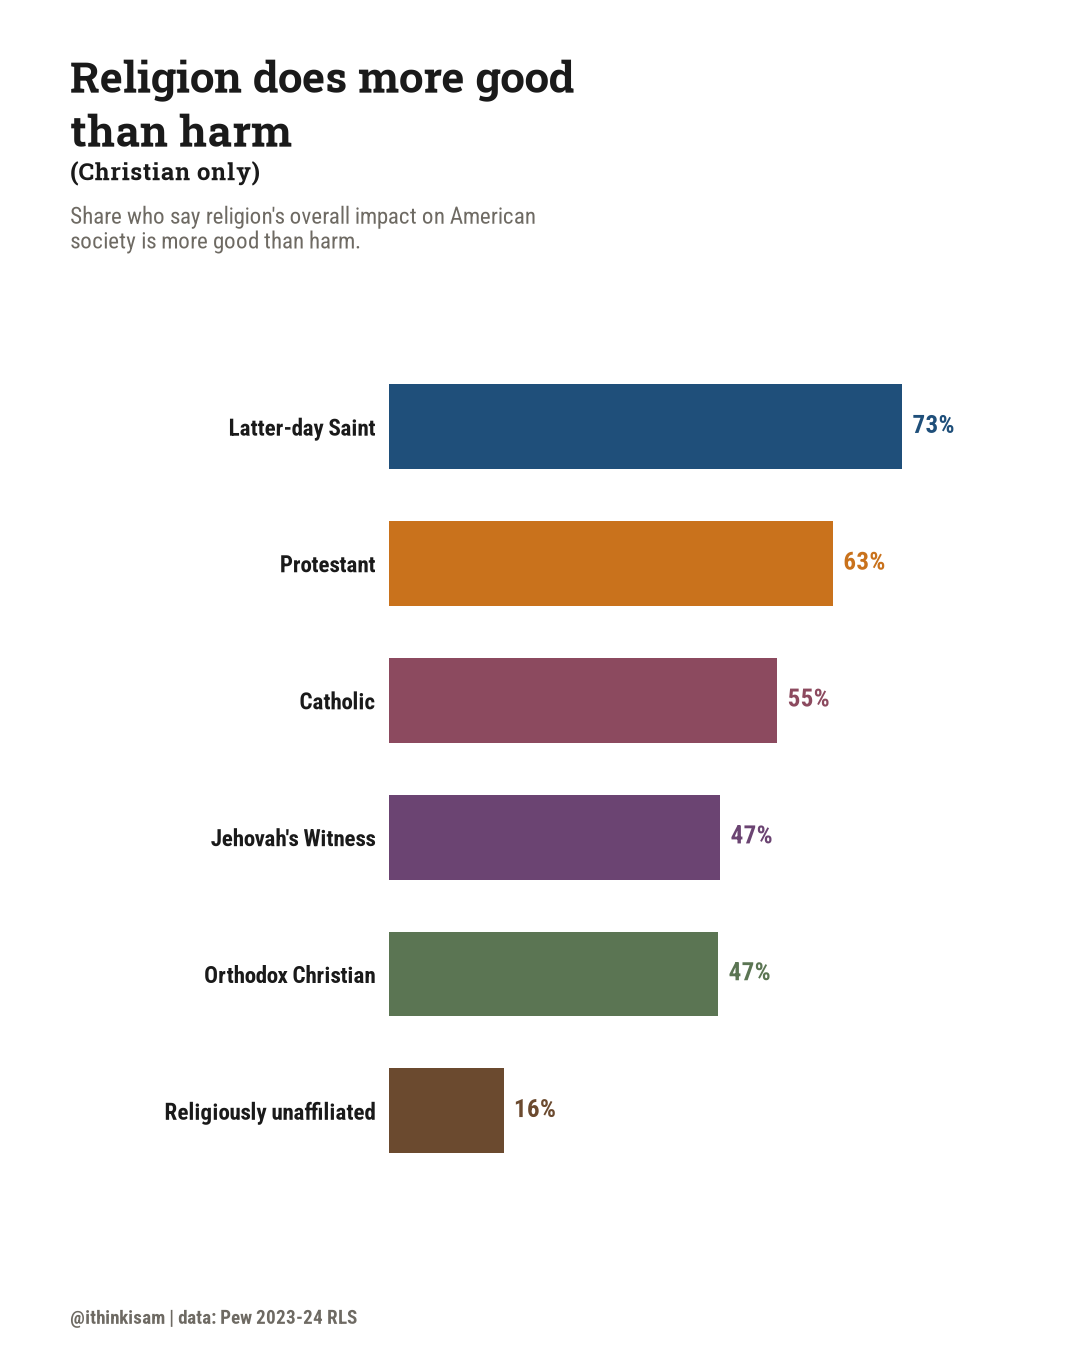 Religion does more good
than harm
(Christian only)
Share who say religion's overall impact on American
society is more good than harm.
Latter-day Saint
73%
Protestant
63%
Catholic
55%
Jehovah's Witness
47%
Orthodox Christian
47%
Religiously unaffiliated
16%
@ithinkisam | data: Pew 2023-24 RLS